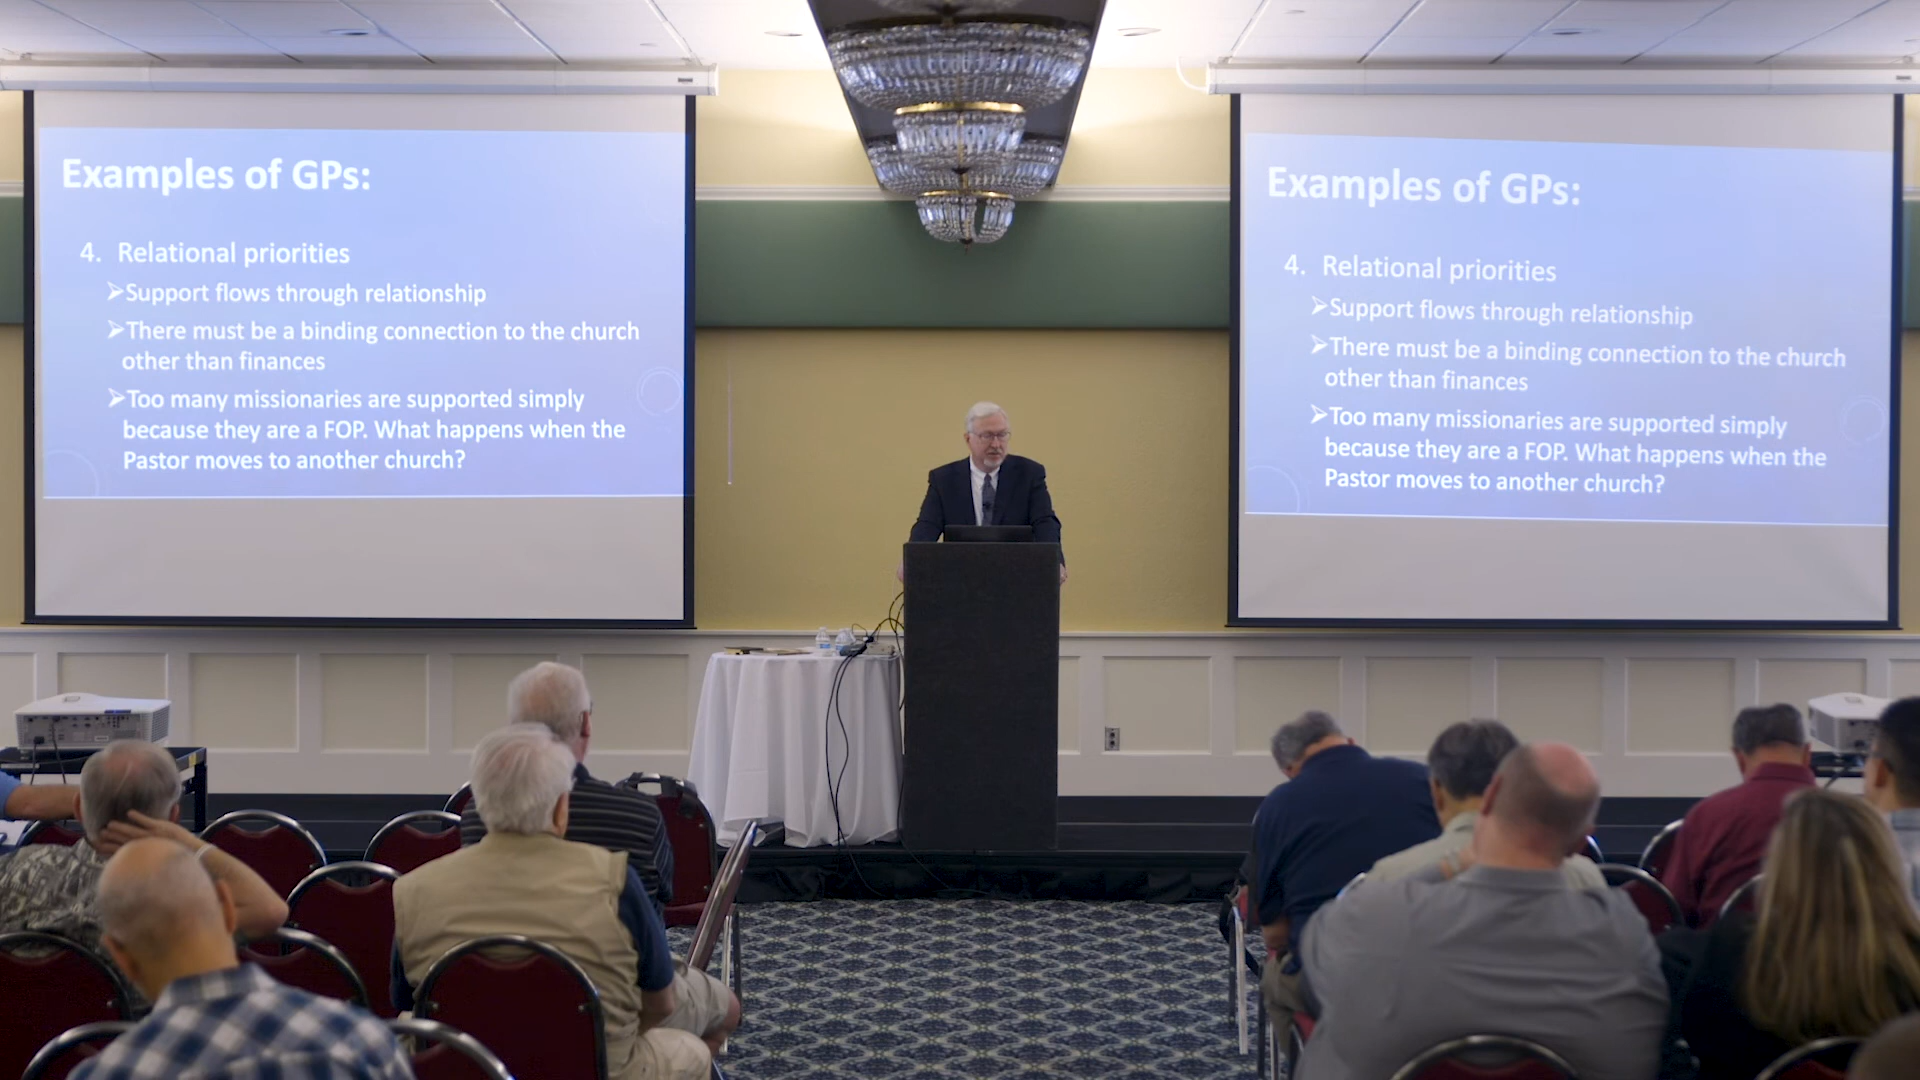 Examples of GPs:
4. Relational priorities
➢Support flows through relationship
➢There must be a binding connection to the church
other than finances
➢Too many missionaries are supported simply
because they are a FOP. What happens when the
Pastor moves to another church?
Examples of GPs:
4. Relational priorities
➢Support flows through relationship
➢There must be a binding connection to the church
other than finances
➢Too many missionaries are supported simply
because they are a FOP. What happens when the
Pastor moves to another church?